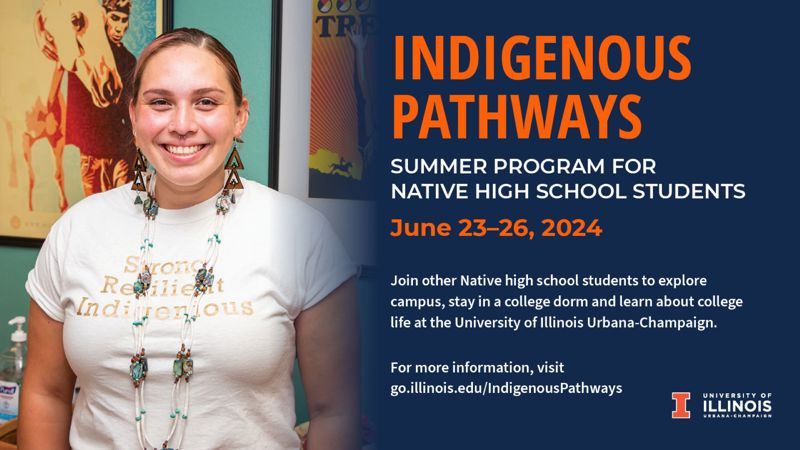 TRE
Strong
Resilient
Indigenous
PURELL
INDIGENOUS
PATHWAYS
SUMMER PROGRAM FOR
NATIVE HIGH SCHOOL STUDENTS
June 23–26, 2024
Join other Native high school students to explore
campus, stay in a college dorm and learn about college
life at the University of Illinois Urbana-Champaign.
For more information, visit
go.illinois.edu/IndigenousPathways
I
UNIVERSITY OF
ILLINOIS
URBANA-CHAMPAIGN